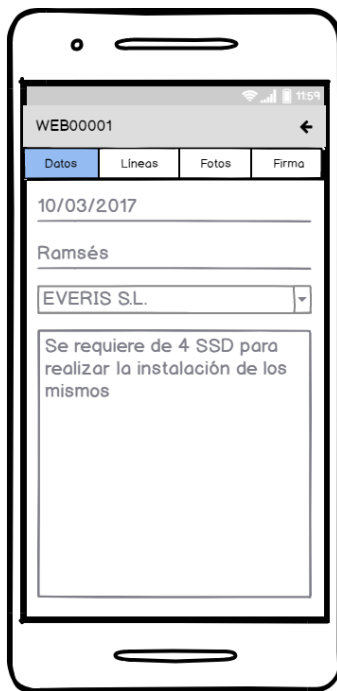 11:59
WEB00001
Datos Líneas Fotos Firma
10/03/2017
Ramsés
EVERIS S.L.
Se requiere de 4 SSD para
realizar la instalación de los
mismos